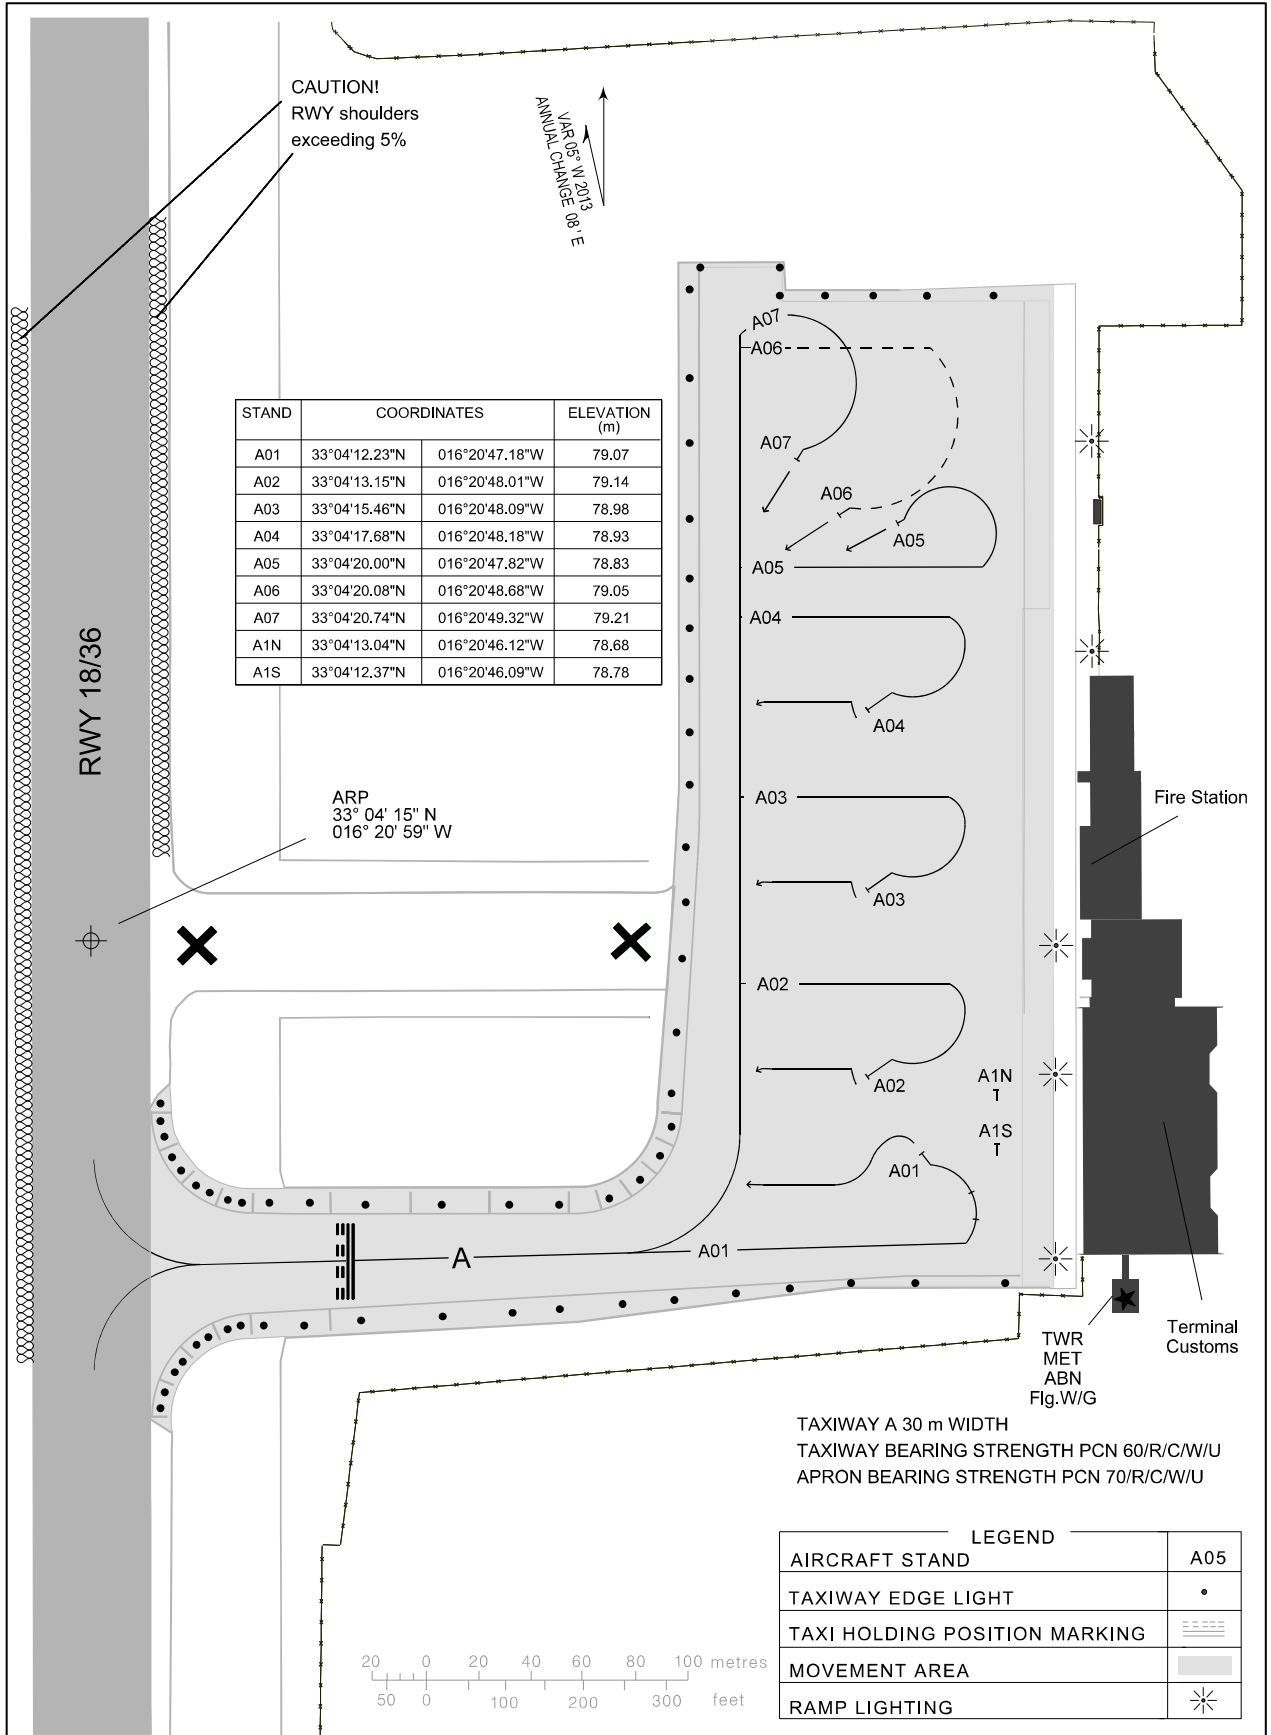 CAUTION!
RWY shoulders
exceeding 5%
VAR 05° W 2013
ANNUAL CHANGE 08 ' E
A07
A06
A07
A06
A05
A05
A04
A04
A03
A03
A02
A02
A1N
A1S
A01
A01
A
STAND COORDINATES ELEVATION
(m)
A01 33°04'12.23"N 016°20'47.18"W 79.07
A02 33°04'13.15"N 016°20'48.01"W 79.14
A03 33°04'15.46"N 016°20'48.09"W 78.98
A04 33°04'17.68"N 016°20'48.18"W 78.93
A05 33°04'20.00"N 016°20'47.82"W 78.83
A06 33°04'20.08"N 016°20'48.68"W 79.05
A07 33°04'20.74"N 016°20'49.32"W 79.21
A1N 33°04'13.04"N 016°20'46.12"W 78.68
A1S 33°04'12.37"N 016°20'46.09"W 78.78
RWY 18/36
ARP
33° 04' 15" N
016° 20' 59" W
Fire Station
Terminal
Customs
TWR
MET
ABN
Flg.W/G
TAXIWAY A 30 m WIDTH
TAXIWAY BEARING STRENGTH PCN 60/R/C/W/U
APRON BEARING STRENGTH PCN 70/R/C/W/U
LEGEND
AIRCRAFT STAND A05
TAXIWAY EDGE LIGHT
TAXI HOLDING POSITION MARKING
MOVEMENT AREA
RAMP LIGHTING
20 0 20 40 60 80 100 metres
50 0 100 200 300 feet